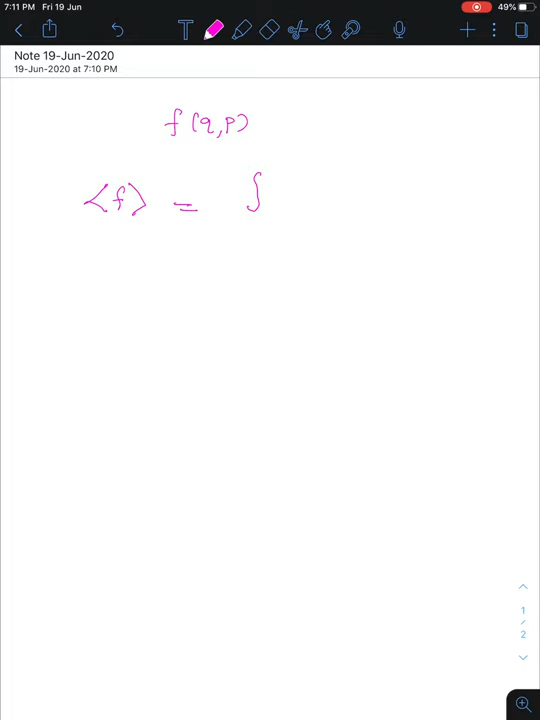 7:11 PM Fri 19 Jun 49%
T
Note 19-Jun-2020
19-Jun-2020 at 7:10 PM
f(q,p)
<f> = ∫
1
/
2